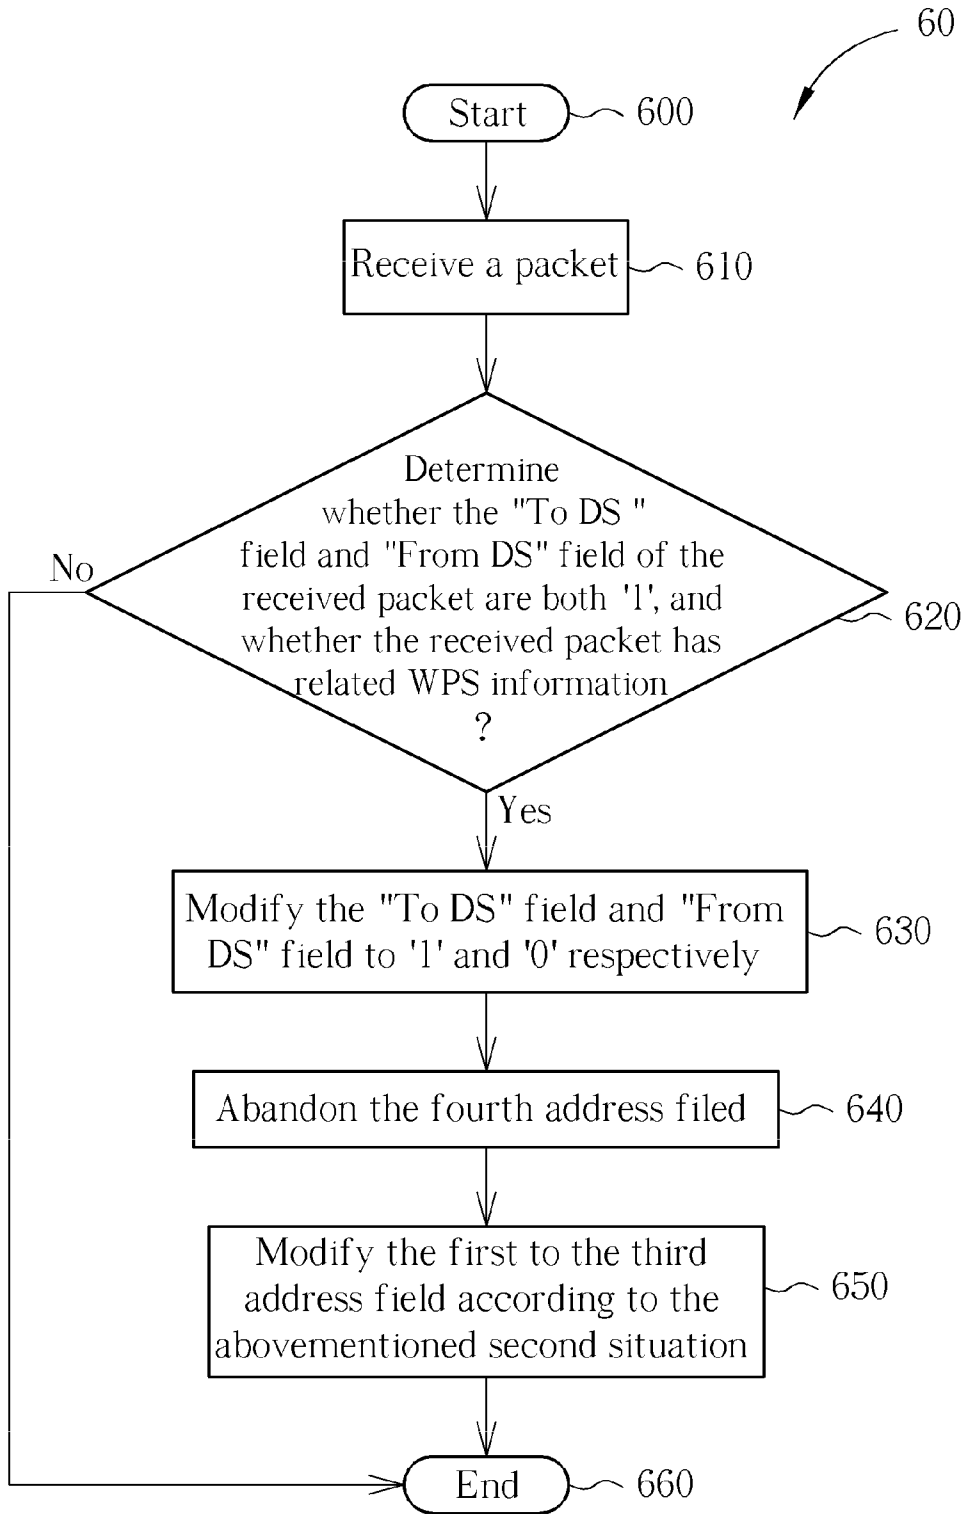 60
Start
600
Receive a packet
610
Determine
whether the "To DS "
field and "From DS" field of the
received packet are both '1', and
whether the received packet has
related WPS information
?
No
620
Yes
Modify the "To DS" field and "From
DS" field to '1' and '0' respectively
630
Abandon the fourth address filed
640
Modify the first to the third
address field according to the
abovementioned second situation
650
End
660